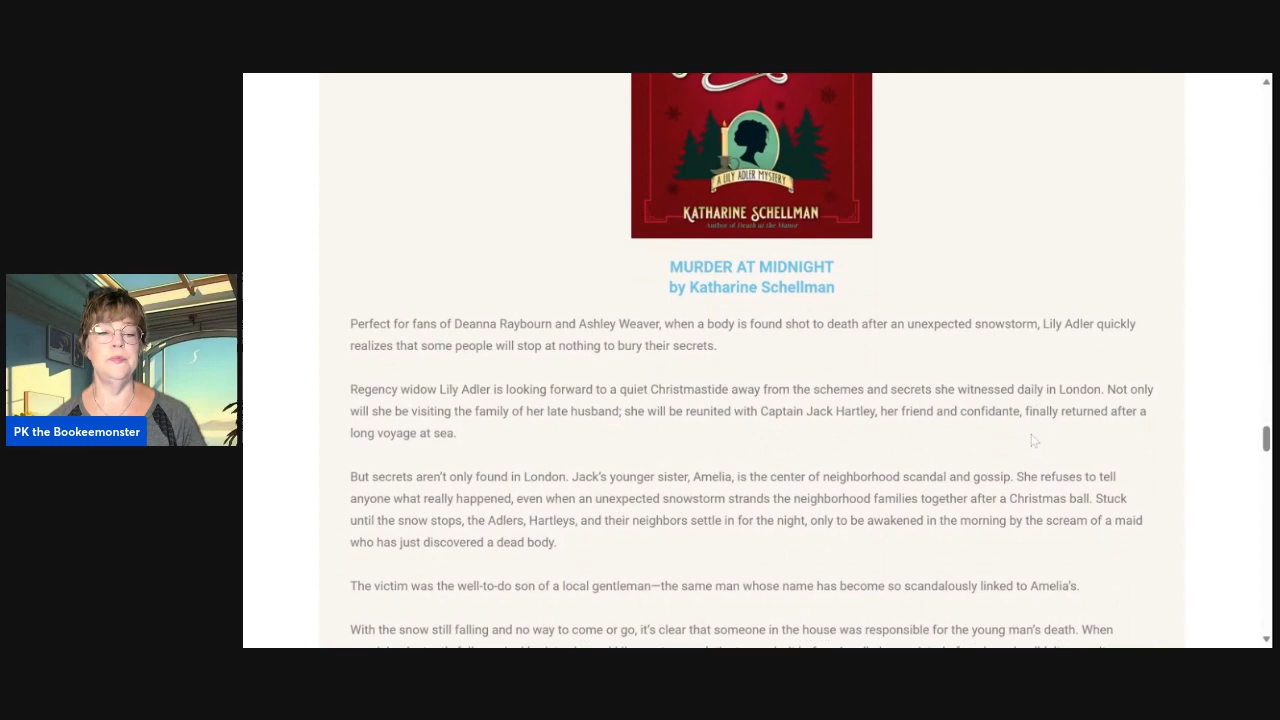 A LILY ADLER MYSTERY
KATHARINE SCHELLMAN
Author of Death at the Manor
MURDER AT MIDNIGHT
by Katharine Schellman
Perfect for fans of Deanna Raybourn and Ashley Weaver, when a body is found shot to death after an unexpected snowstorm, Lily Adler quickly
realizes that some people will stop at nothing to bury their secrets.
Regency widow Lily Adler is looking forward to a quiet Christmastide away from the schemes and secrets she witnessed daily in London. Not only
will she be visiting the family of her late husband; she will be reunited with Captain Jack Hartley, her friend and confidante, finally returned after a
long voyage at sea.
But secrets aren’t only found in London. Jack’s younger sister, Amelia, is the center of neighborhood scandal and gossip. She refuses to tell
anyone what really happened, even when an unexpected snowstorm strands the neighborhood families together after a Christmas ball. Stuck
until the snow stops, the Adlers, Hartleys, and their neighbors settle in for the night, only to be awakened in the morning by the scream of a maid
who has just discovered a dead body.
The victim was the well-to-do son of a local gentleman—the same man whose name has become so scandalously linked to Amelia’s.
With the snow still falling and no way to come or go, it’s clear that someone in the house was responsible for the young man’s death. When
PK the Bookeemonster